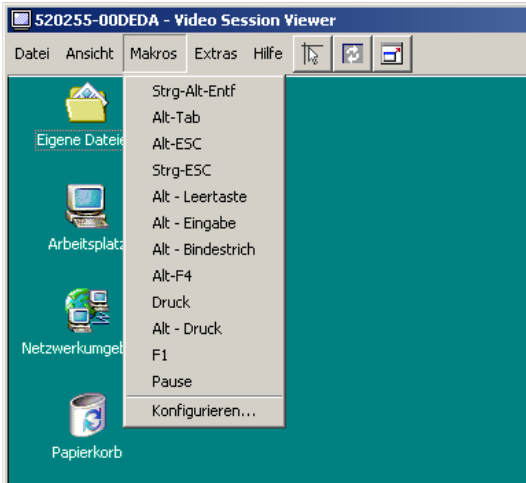 520255-00DEDA - Video Session Viewer
Datei Ansicht Makros Extras Hilfe
Strg-Alt-Entf
Alt-Tab
Alt-ESC
Strg-ESC
Alt - Leertaste
Alt - Eingabe
Alt - Bindestrich
Alt-F4
Druck
Alt - Druck
F1
Pause
Konfigurieren...
Eigene Dateie
Arbeitsplatz
Netzwerkumgeb
Papierkorb